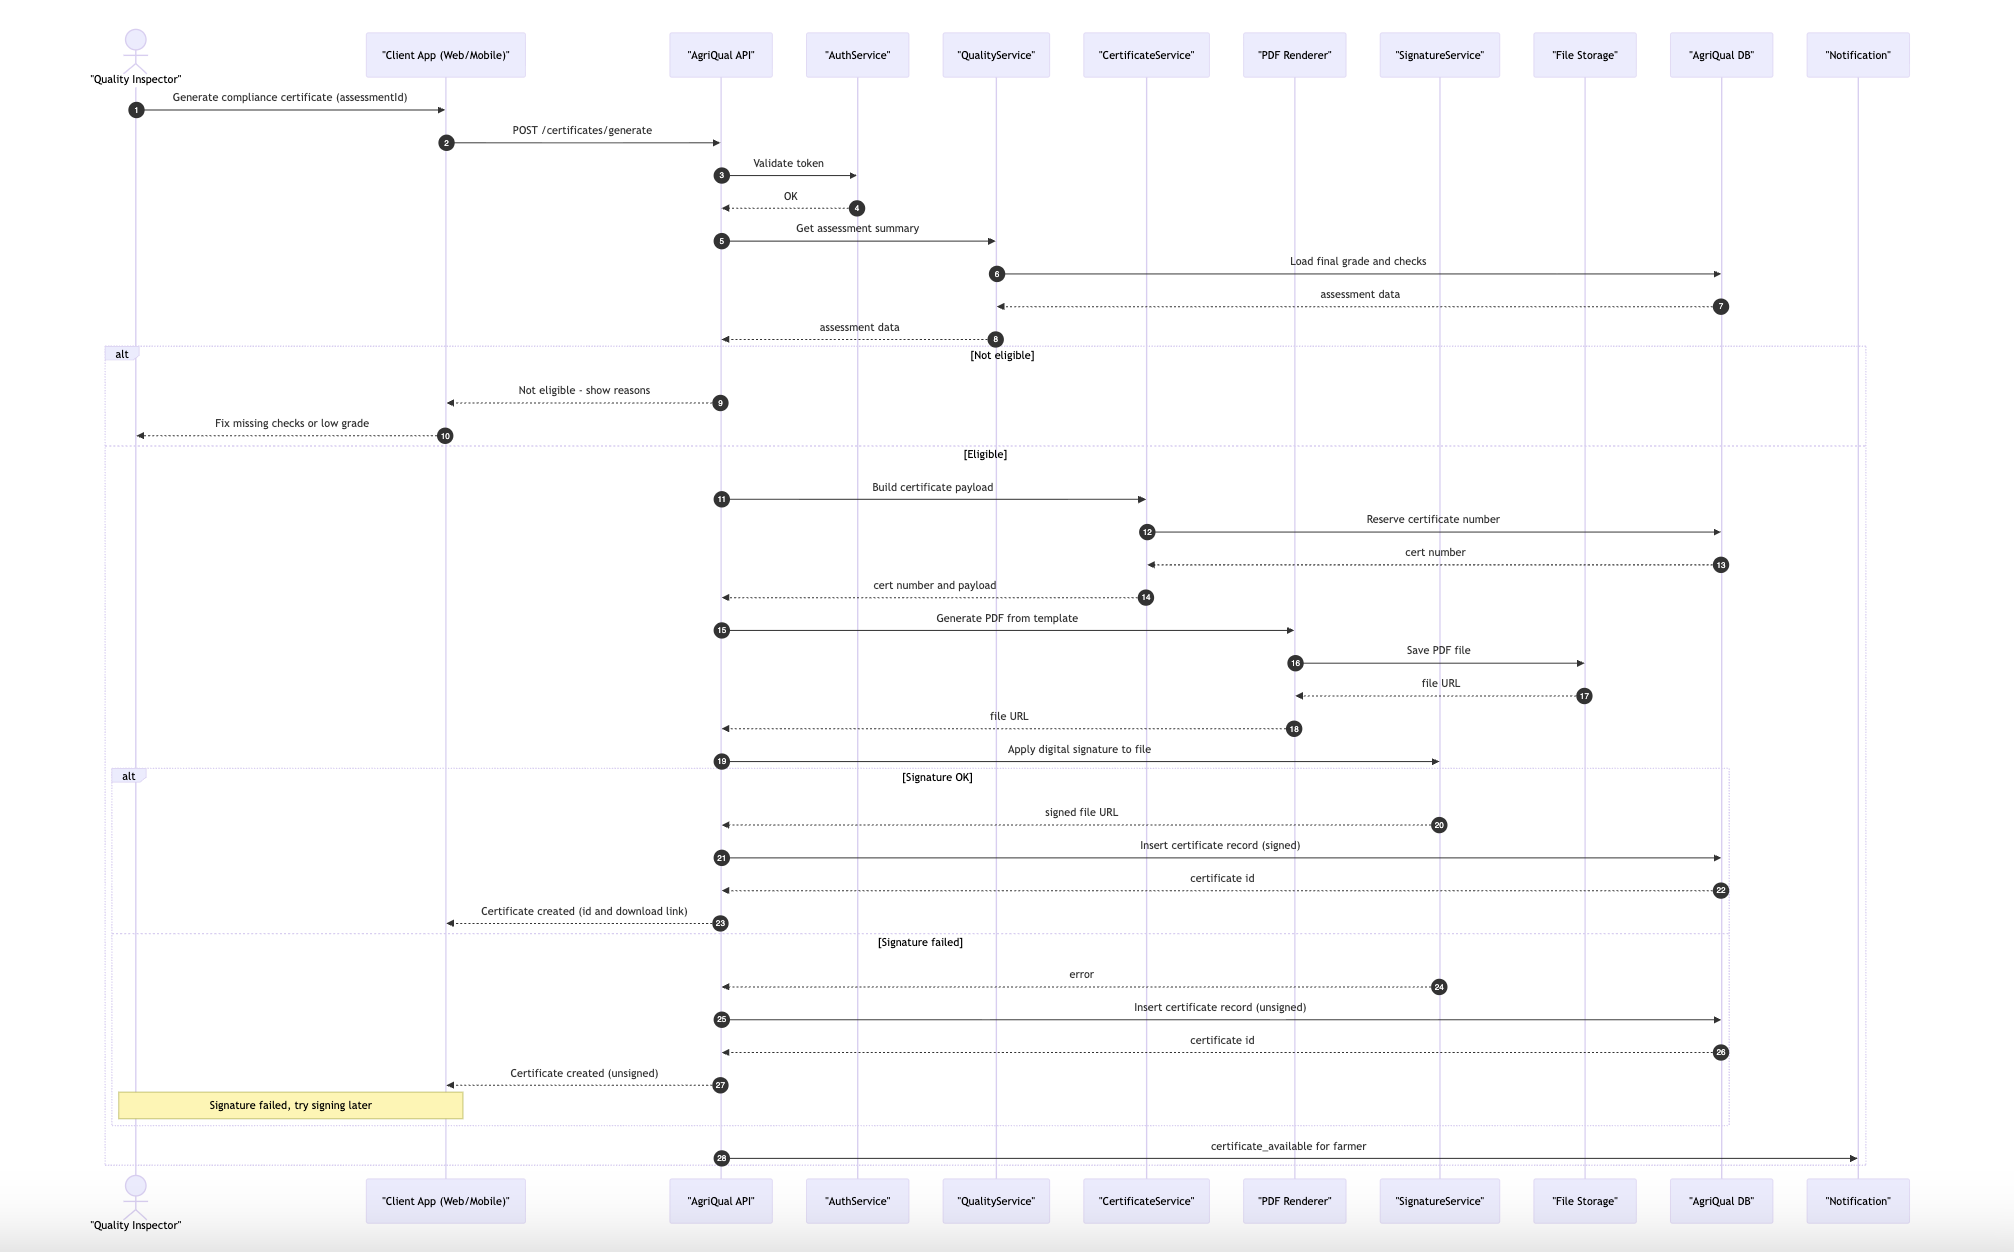 "Quality Inspector"
"Client App (Web/Mobile)"
"AgriQual API"
"AuthService"
"QualityService"
"CertificateService"
"PDF Renderer"
"SignatureService"
"File Storage"
"AgriQual DB"
"Notification"
Generate compliance certificate (assessmentId)
1
POST /certificates/generate
2
Validate token
3
OK
4
Get assessment summary
5
Load final grade and checks
6
assessment data
7
assessment data
8
alt
[Not eligible]
Not eligible - show reasons
9
Fix missing checks or low grade
10
[Eligible]
Build certificate payload
11
Reserve certificate number
12
cert number
13
cert number and payload
14
Generate PDF from template
15
Save PDF file
16
file URL
17
file URL
18
Apply digital signature to file
19
alt
[Signature OK]
signed file URL
20
Insert certificate record (signed)
21
certificate id
22
Certificate created (id and download link)
23
[Signature failed]
error
24
Insert certificate record (unsigned)
25
certificate id
26
Certificate created (unsigned)
27
Signature failed, try signing later
certificate_available for farmer
28
"Quality Inspector"
"Client App (Web/Mobile)"
"AgriQual API"
"AuthService"
"QualityService"
"CertificateService"
"PDF Renderer"
"SignatureService"
"File Storage"
"AgriQual DB"
"Notification"